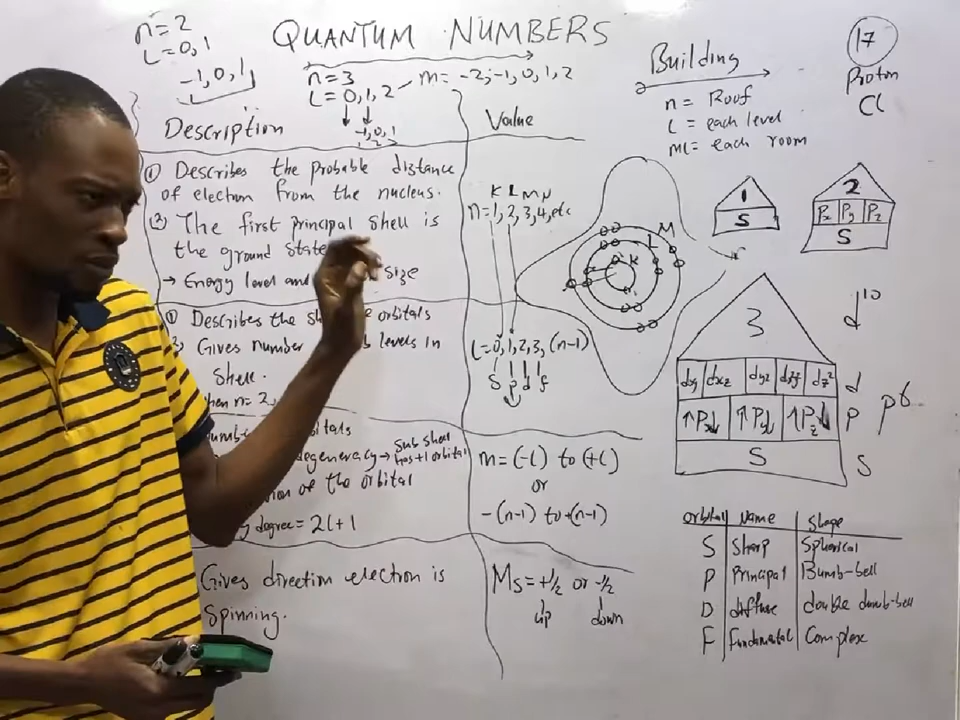 n=2
L=0,1
-1,0,1
QUANTUM NUMBERS
n=3
L=0,1,2
m=-2,-1,0,1,2
-1,0,1
Building
n = Roof
L = each level
mL= each room
17
Proton
Cl
Description
Value
① Describes the probable distance
of electron from the nucleus.
③ The first principal shell is
the ground state
→ Energy level and size
K L M N
n=1,2,3,4,etc
① Describes the orbitals
Gives number levels in
Shell.
when n=2,
L=0,1,2,3,(n-1)
S p d f
orbitals
degeneracy → Sub shell
has+1 orbital
of the orbital
degree = 2L+1
m=(-L) to (+L)
or
-(n-1) to +(n-1)
Gives direction electron is
Spinning.
Ms=+1/2 or -1/2
Up down
K L M
1
S
2
Px Py Pz
S
3
dxy dxz dyz dz²
↑Px↓ ↑Py↓ ↑Pz↓
S
d
p
S
d10
p6
orbital Name Shape
S Sharp Spherical
P Principal Bumb-bell
D diffuse double dumb-bell
F Fundamental Complex